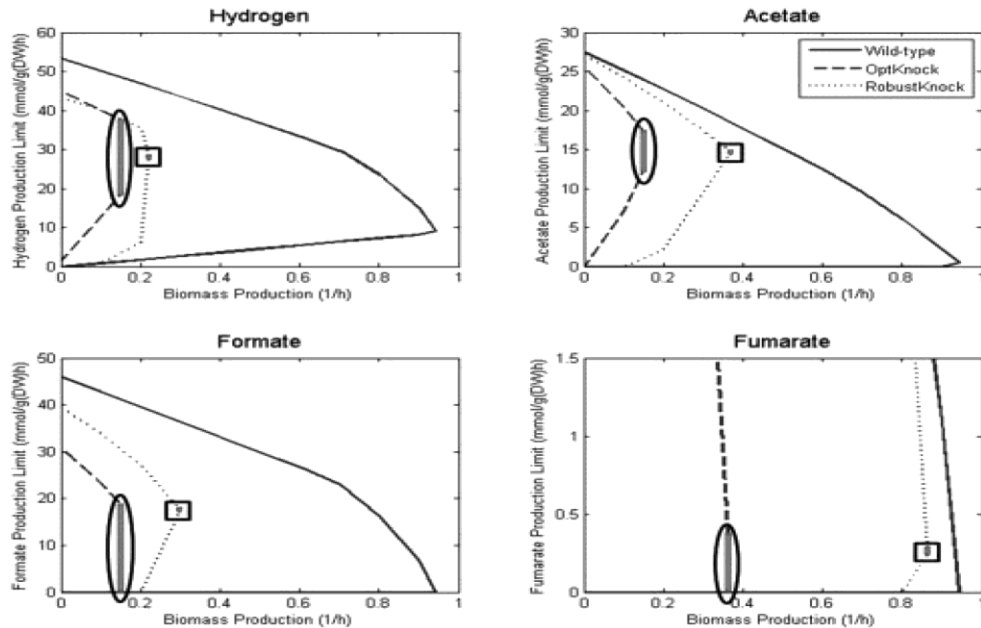 Hydrogen
Hydrogen Production Limit (mmol/g(DW)h)
60
50
40
30
20
10
0
0 0.2 0.4 0.6 0.8 1
Biomass Production (1/h)
Acetate
Acetate Production Limit (mmol/g(DW)h)
30
25
20
15
10
5
0
0 0.2 0.4 0.6 0.8 1
Biomass Production (1/h)
Wild-type
OptKnock
RobustKnock
Formate
Formate Production Limit (mmol/g(DW)h)
50
40
30
20
10
0
0 0.2 0.4 0.6 0.8 1
Biomass Production (1/h)
Fumarate
Fumarate Production Limit (mmol/g(DW)h)
1.5
1
0.5
0
0 0.2 0.4 0.6 0.8 1
Biomass Production (1/h)